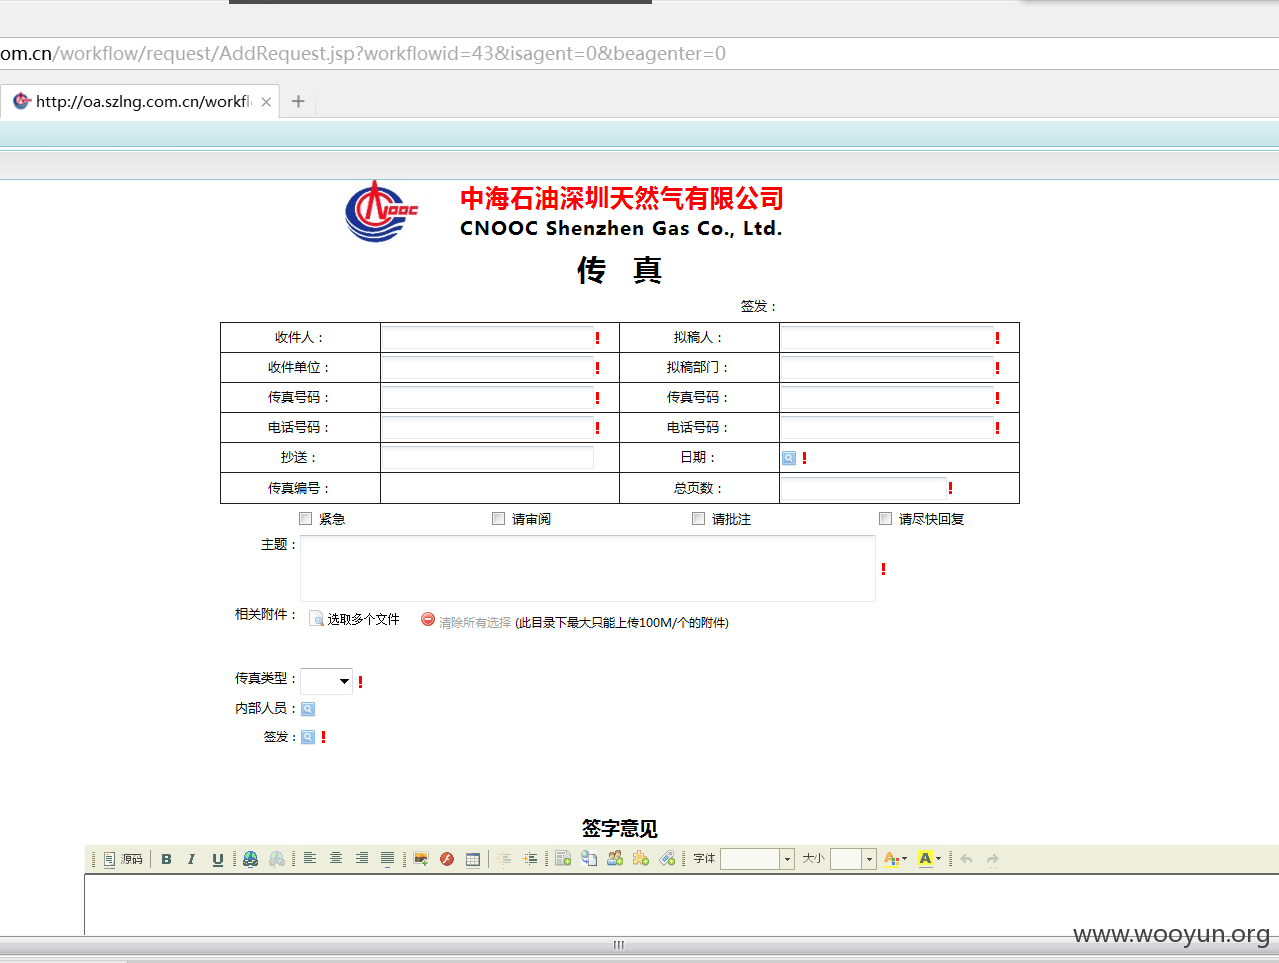 om.cn/workflow/request/AddRequest.jsp?workflowid=43&isagent=0&beagenter=0
http://oa.szlng.com.cn/workfl
CNOOC
中海石油深圳天然气有限公司
CNOOC Shenzhen Gas Co., Ltd.
传 真
签发：
收件人： ! 拟稿人： !
收件单位： ! 拟稿部门： !
传真号码： ! 传真号码： !
电话号码： ! 电话号码： !
抄送： 日期： !
传真编号： 总页数： !
紧急 请审阅 请批注 请尽快回复
主题： !
相关附件： 选取多个文件 清除所有选择 (此目录下最大只能上传100M/个的附件)
传真类型： !
内部人员：
签发： !
签字意见
源码 B I U 字体 大小 A A
www.wooyun.org